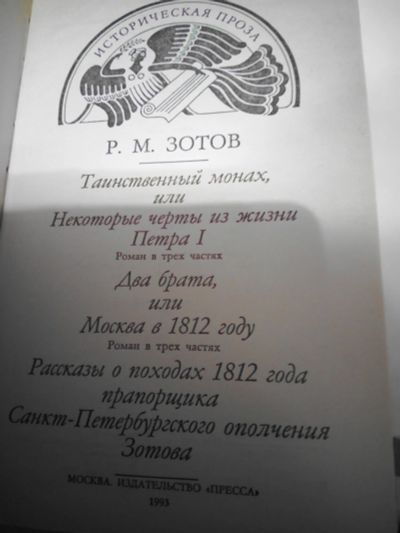 ИСТОРИЧЕСКАЯ ПРОЗА
Р. М. ЗОТОВ
Таинственный монах,
или
Некоторые черты из жизни
Петра I
Роман в трех частях
Два брата,
или
Москва в 1812 году
Роман в трех частях
Рассказы о походах 1812 года
прапорщика
Санкт-Петербургского ополчения
Зотова
МОСКВА. ИЗДАТЕЛЬСТВО «ПРЕССА»
1993